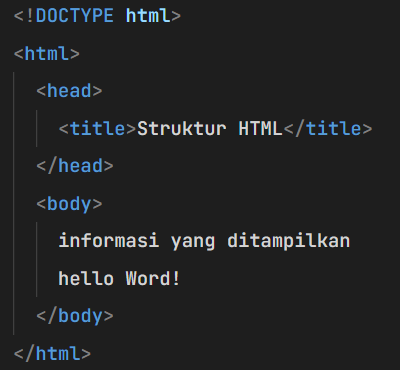 <!DOCTYPE html>
<html>
<head>
<title>Struktur HTML</title>
</head>
<body>
informasi yang ditampilkan
hello Word!
</body>
</html>